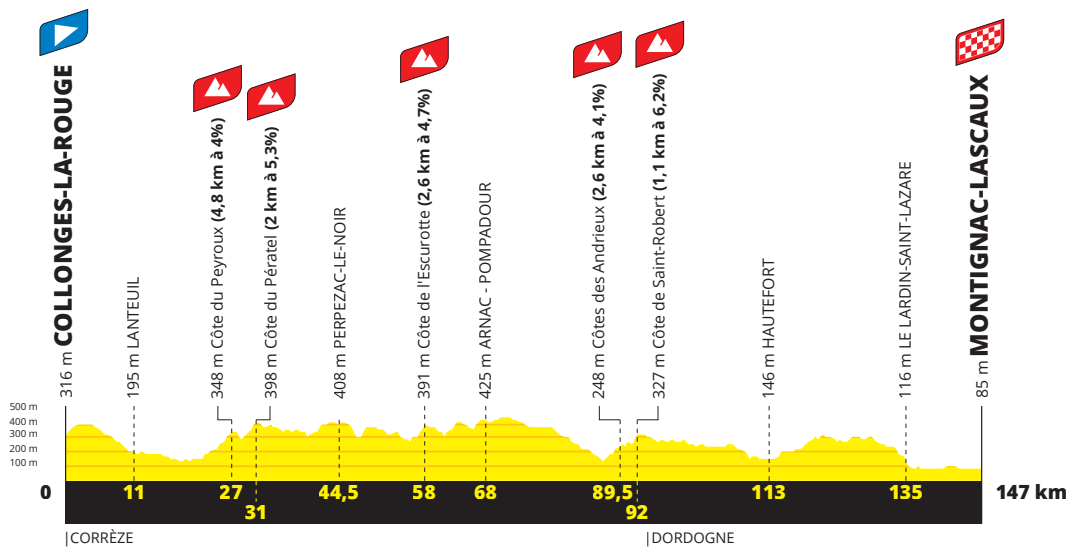 316 m COLLONGES-LA-ROUGE
195 m LANTEUIL
348 m Côte du Peyroux (4,8 km à 4%)
398 m Côte du Pératel (2 km à 5,3%)
408 m PERPEZAC-LE-NOIR
391 m Côte de l'Escurotte (2,6 km à 4,7%)
425 m ARNAC - POMPADOUR
248 m Côtes des Andrieux (2,6 km à 4,1%)
327 m Côte de Saint-Robert (1,1 km à 6,2%)
146 m HAUTEFORT
116 m LE LARDIN-SAINT-LAZARE
85 m MONTIGNAC-LASCAUX
500 m
400 m
300 m
200 m
100 m
0 11 27 44,5 58 68 89,5 113 135 147 km
31 92
|CORRÈZE |DORDOGNE